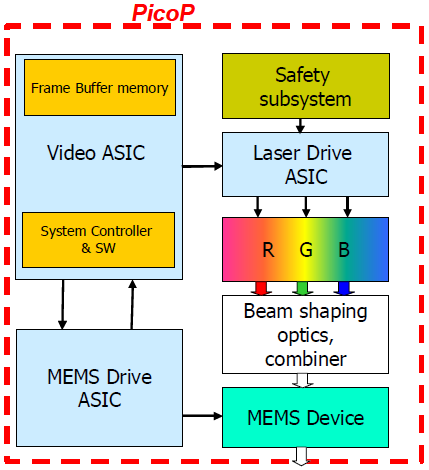 PicoP
Frame Buffer memory
Video ASIC
System Controller
& SW
MEMS Drive
ASIC
Safety
subsystem
Laser Drive
ASIC
R G B
Beam shaping
optics,
combiner
MEMS Device